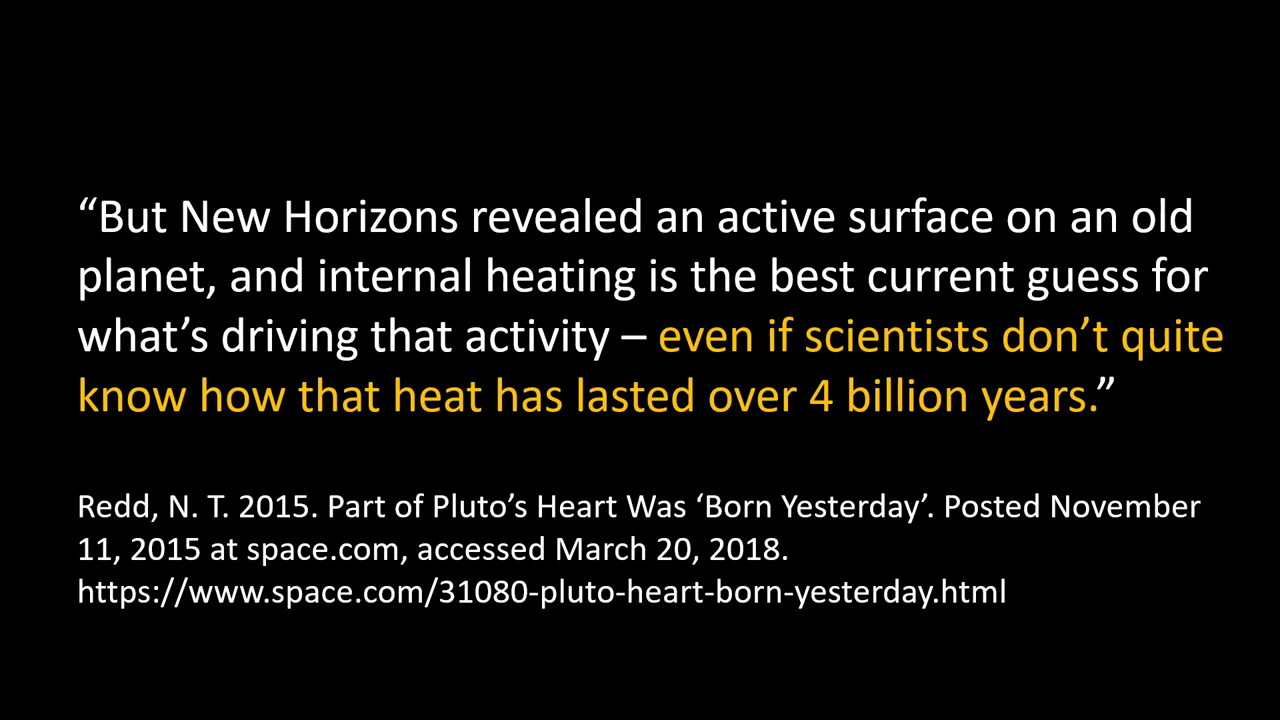 “But New Horizons revealed an active surface on an old
planet, and internal heating is the best current guess for
what’s driving that activity – even if scientists don’t quite
know how that heat has lasted over 4 billion years.”
Redd, N. T. 2015. Part of Pluto’s Heart Was ‘Born Yesterday’. Posted November
11, 2015 at space.com, accessed March 20, 2018.
https://www.space.com/31080-pluto-heart-born-yesterday.html